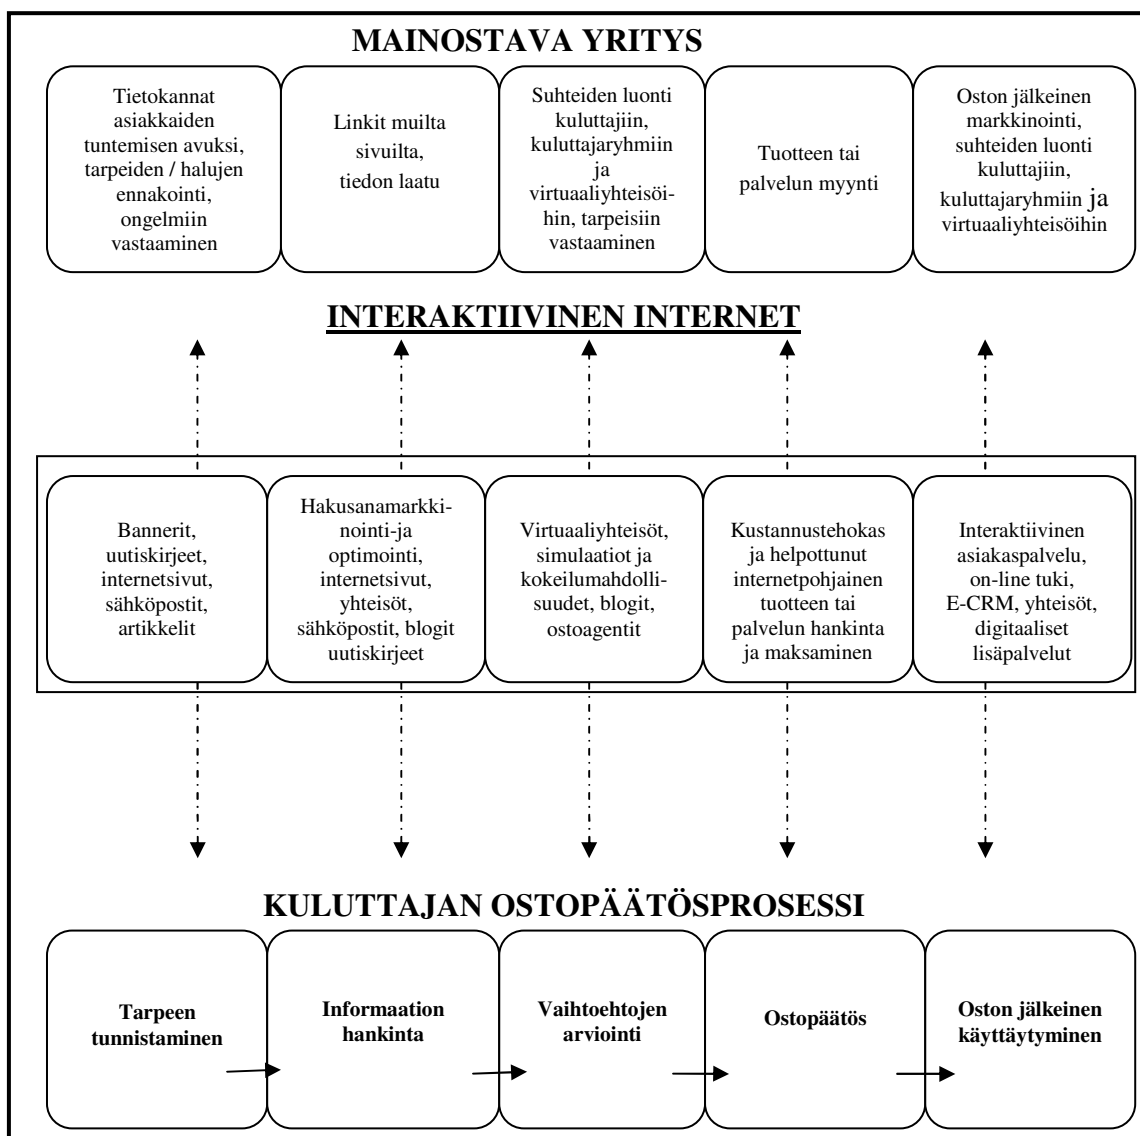 MAINOSTAVA YRITYS
Tietokannat
asiakkaiden
tuntemisen avuksi,
tarpeiden / halujen
ennakointi,
ongelmiin
vastaaminen
Linkit muilta
sivuilta,
tiedon laatu
Suhteiden luonti
kuluttajiin,
kuluttajaryhmiin
ja
virtuaaliyhteisöi-
hin, tarpeisiin
vastaaminen
Tuotteen tai
palvelun myynti
Oston jälkeinen
markkinointi,
suhteiden luonti
kuluttajiin,
kuluttajaryhmiin ja
virtuaaliyhteisöihin
INTERAKTIIVINEN INTERNET
Bannerit,
uutiskirjeet,
internetsivut,
sähköpostit,
artikkelit
Hakusanamarkki-
nointi-ja
optimointi,
internetsivut,
yhteisöt,
sähköpostit, blogit
uutiskirjeet
Virtuaaliyhteisöt,
simulaatiot ja
kokeilumahdolli-
suudet, blogit,
ostoagentit
Kustannustehokas
ja helpottunut
internetpohjainen
tuotteen tai
palvelun hankinta
ja maksaminen
Interaktiivinen
asiakaspalvelu,
on-line tuki,
E-CRM, yhteisöt,
digitaaliset
lisäpalvelut
KULUTTAJAN OSTOPÄÄTÖSPROSESSI
Tarpeen
tunnistaminen
Informaation
hankinta
Vaihtoehtojen
arviointi
Ostopäätös
Oston jälkeinen
käyttäytyminen